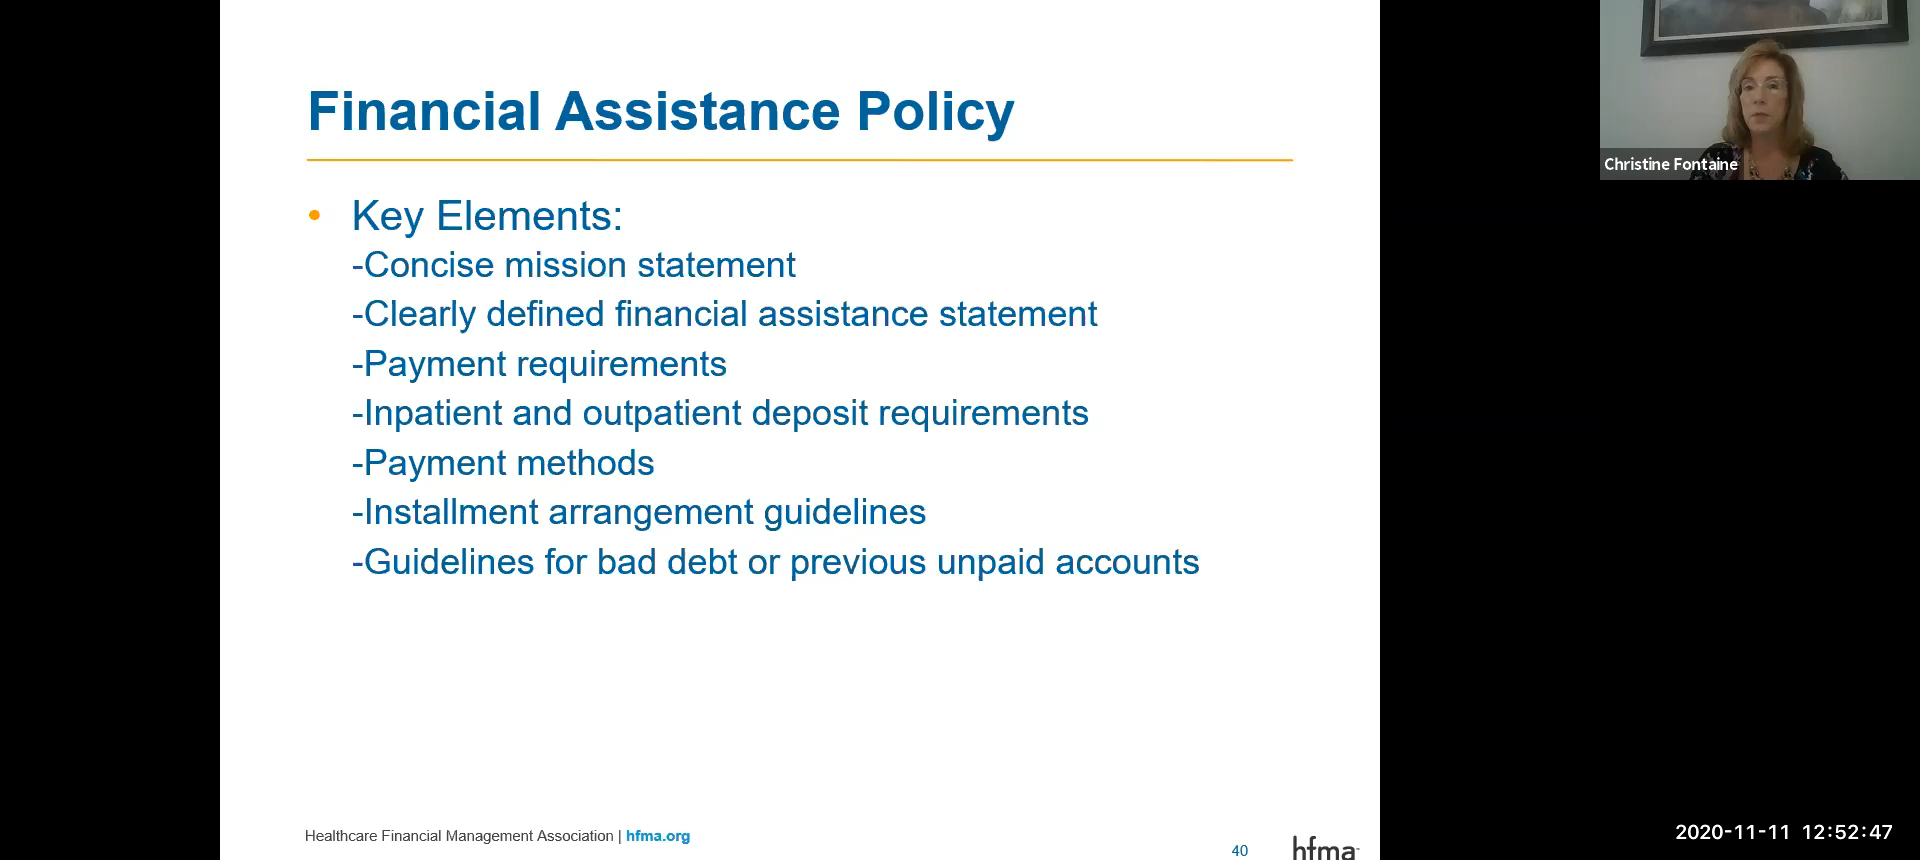 Financial Assistance Policy
• Key Elements:
-Concise mission statement
-Clearly defined financial assistance statement
-Payment requirements
-Inpatient and outpatient deposit requirements
-Payment methods
-Installment arrangement guidelines
-Guidelines for bad debt or previous unpaid accounts
Healthcare Financial Management Association | hfma.org
40
hfma™
Christine Fontaine
2020-11-11 12:52:47